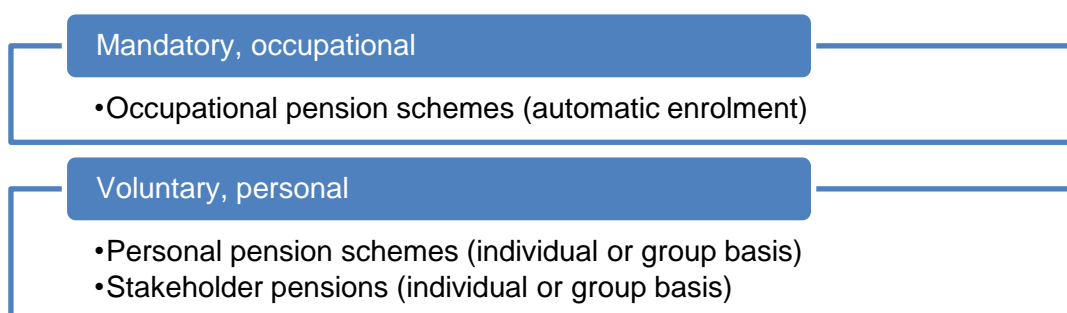 Mandatory, occupational
•Occupational pension schemes (automatic enrolment)
Voluntary, personal
•Personal pension schemes (individual or group basis)
•Stakeholder pensions (individual or group basis)